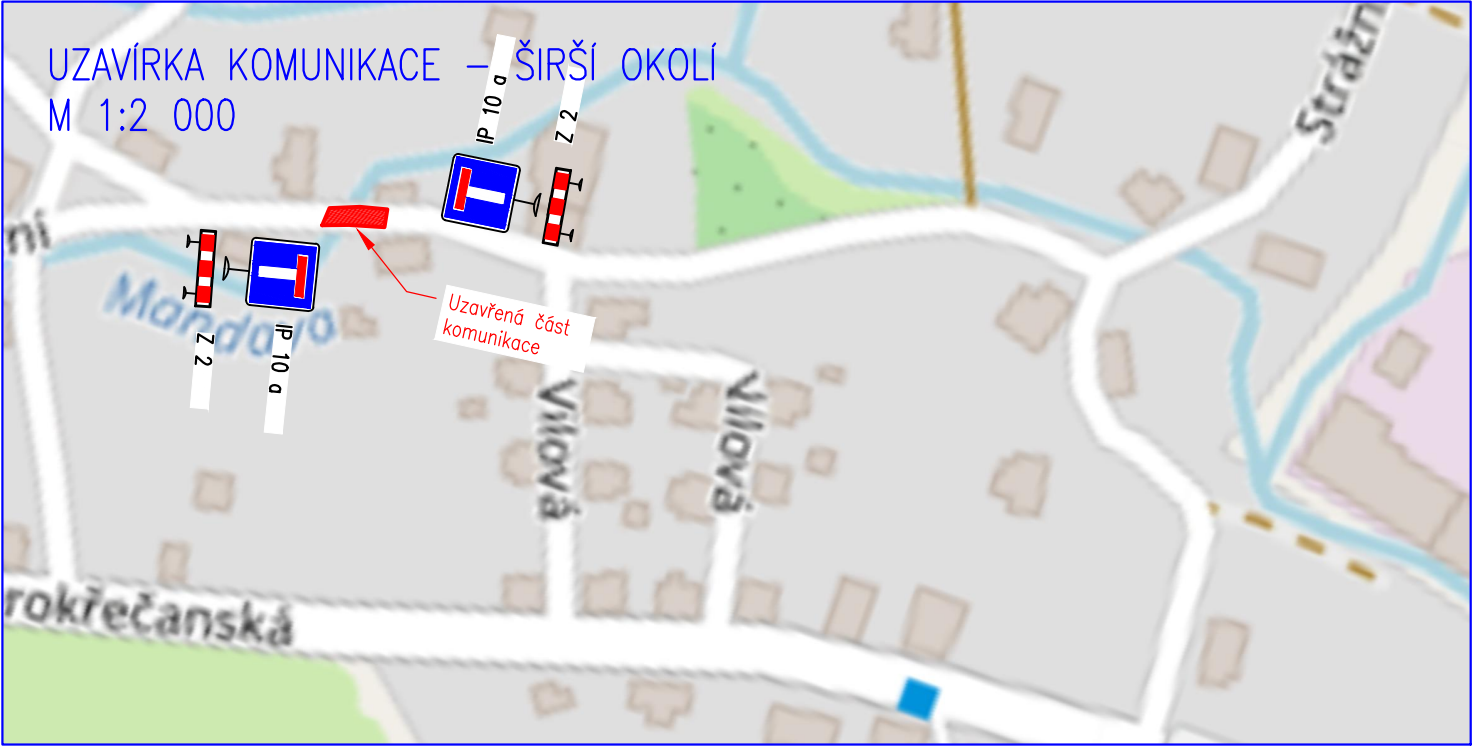 UZAVÍRKA KOMUNIKACE – ŠIRŠÍ OKOLÍ
M 1:2 000
IP 10 a
Z 2
Strážn
ní
Mandava
Z 2
IP 10 a
Uzavřená část
komunikace
Vilová
Vilová
rokřečanská